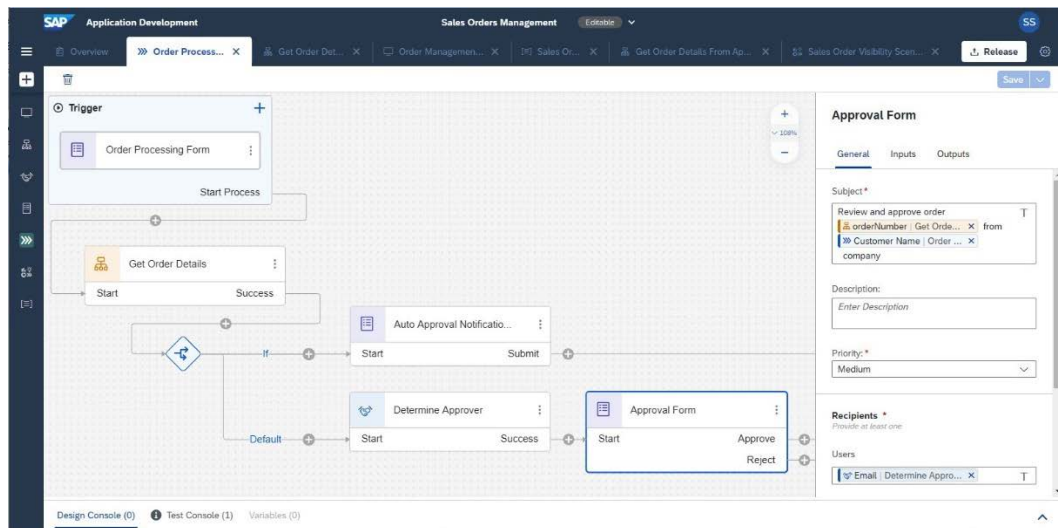 SAP Application Development Sales Orders Management Editable SS
Overview Order Process... X Get Order Det... X Order Managemen... X Sales Or... X Get Order Details From Ap... X Sales Order Visibility Scen... X Release
Save
Trigger
Order Processing Form
Start Process
108%
Get Order Details
Start Success
If
Auto Approval Notificatio...
Start Submit
Default
Determine Approver
Start Success
Approval Form
Start Approve
Reject
Approval Form
General Inputs Outputs
Subject*
Review and approve order
orderNumber | Get Orde... X from
Customer Name | Order ... X
company
Description:
Enter Description
Priority: *
Medium
Recipients *
Provide at least one
Users
Email | Determine Appro... X
Design Console (0) Test Console (1) Variables (0)